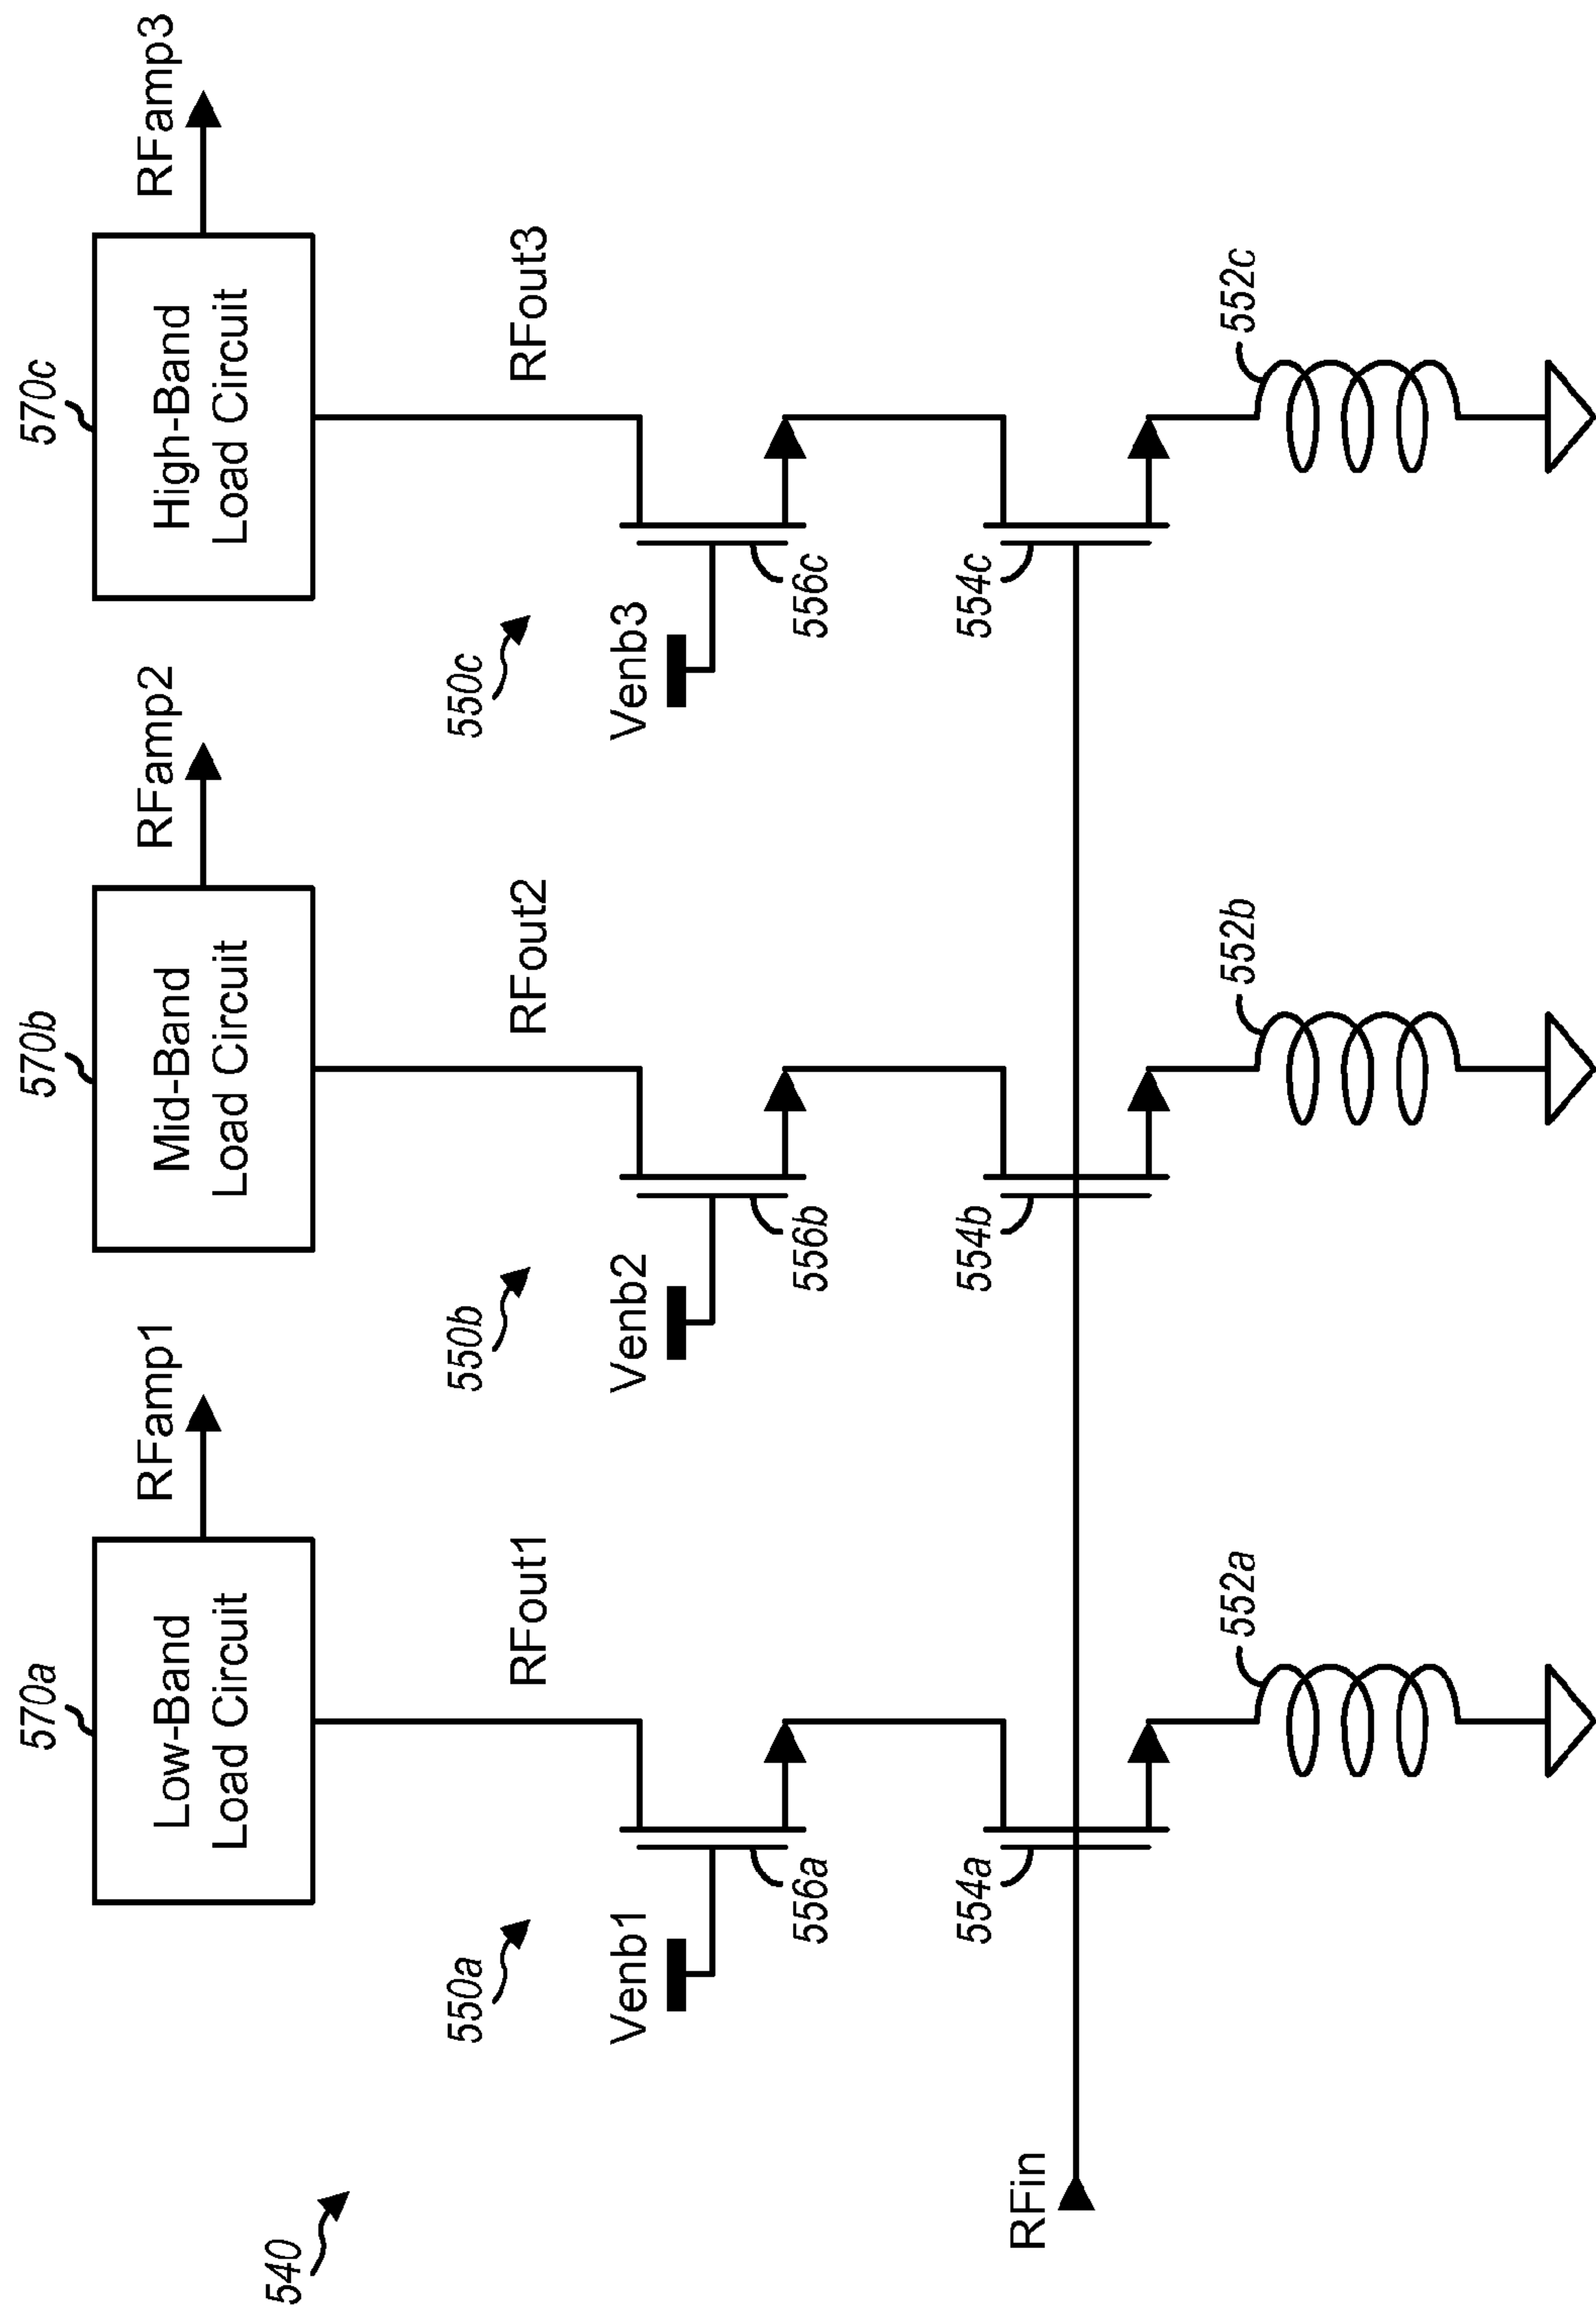 540
570a
Low-Band
Load Circuit
RFamp1
570b
Mid-Band
Load Circuit
RFamp2
570c
High-Band
Load Circuit
RFamp3
550a
RFout1
550b
RFout2
550c
RFout3
Venb1
Venb2
Venb3
556a
556b
556c
554a
554b
554c
RFin
552a
552b
552c